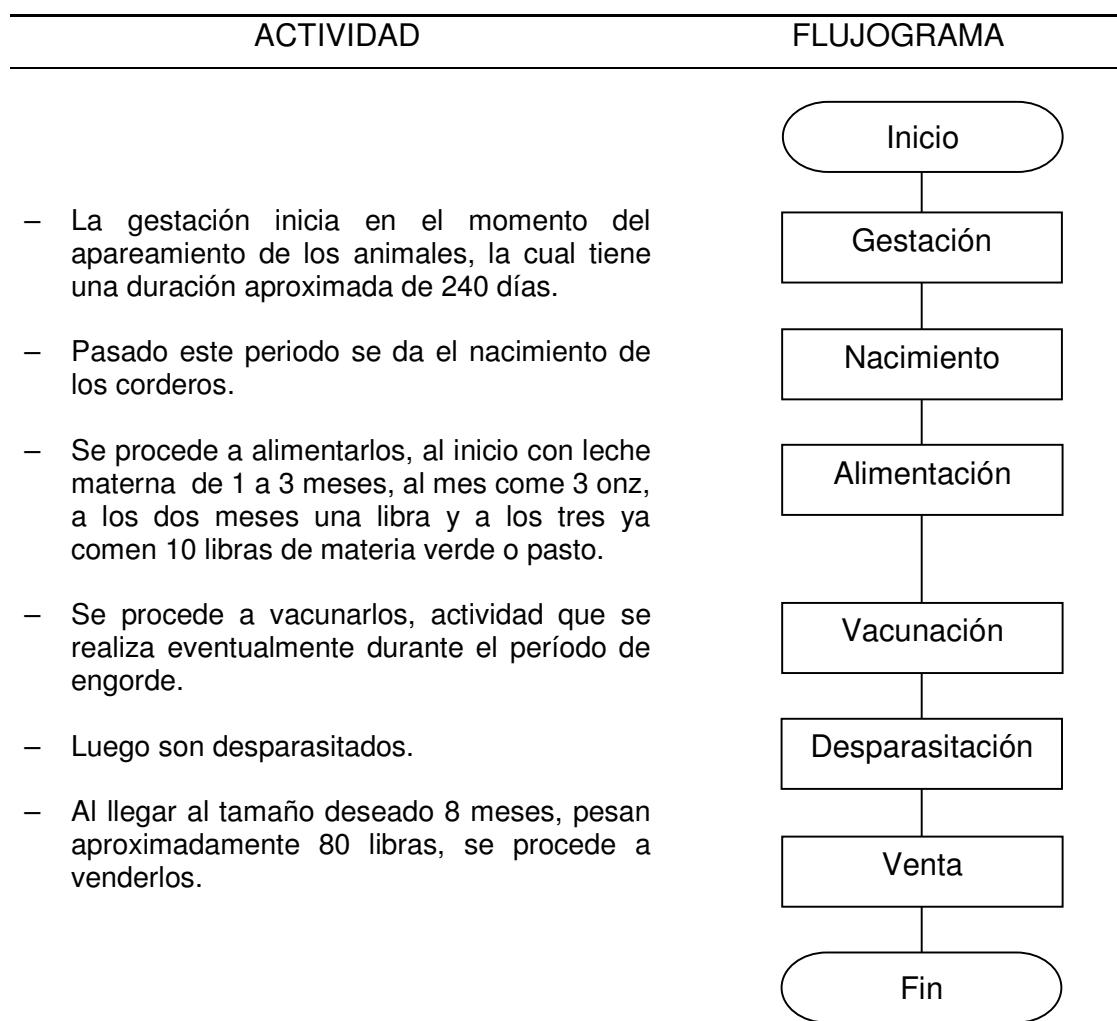 ACTIVIDAD FLUJOGRAMA
Inicio
– La gestación inicia en el momento del
apareamiento de los animales, la cual tiene
una duración aproximada de 240 días.
Gestación
– Pasado este periodo se da el nacimiento de
los corderos.
Nacimiento
– Se procede a alimentarlos, al inicio con leche
materna de 1 a 3 meses, al mes come 3 onz,
a los dos meses una libra y a los tres ya
comen 10 libras de materia verde o pasto.
Alimentación
– Se procede a vacunarlos, actividad que se
realiza eventualmente durante el período de
engorde.
Vacunación
– Luego son desparasitados.
Desparasitación
– Al llegar al tamaño deseado 8 meses, pesan
aproximadamente 80 libras, se procede a
venderlos.
Venta
Fin